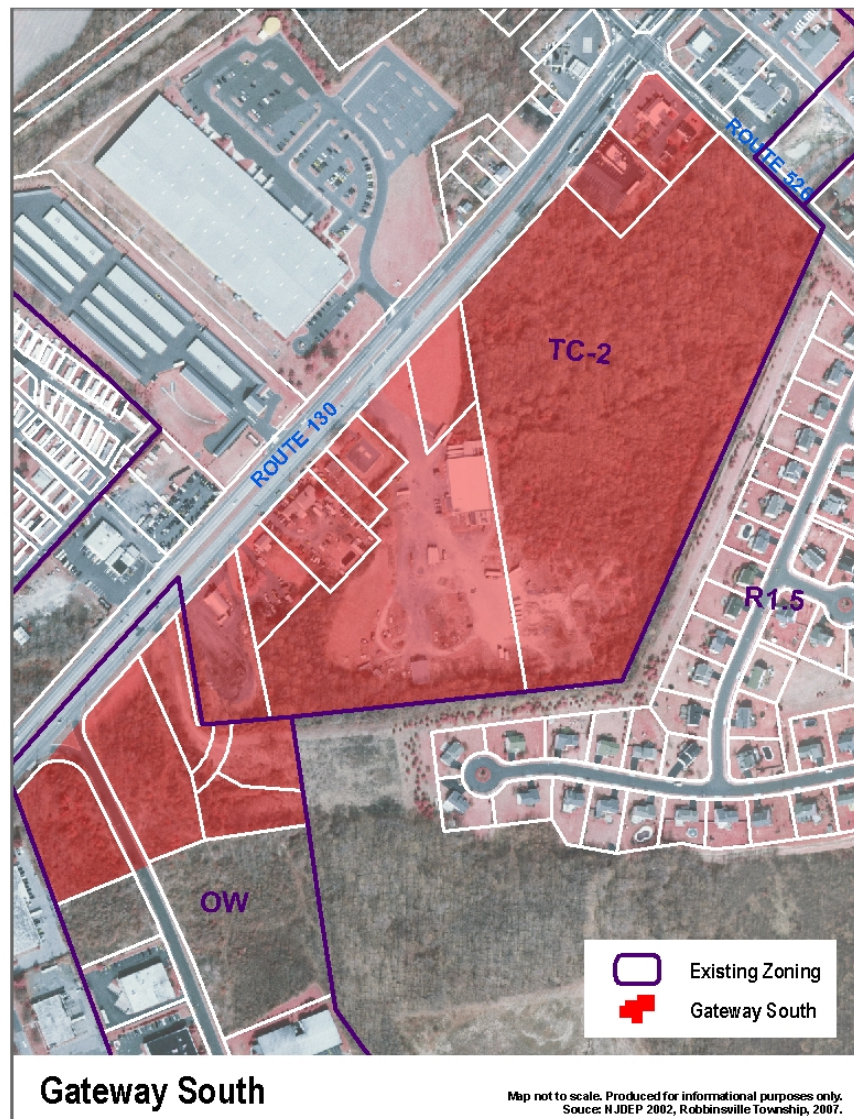 ROUTE 526
TC-2
ROUTE 130
R1.5
OW
Existing Zoning
Gateway South
Gateway South
Map not to scale. Produced for informational purposes only.
Souce: NJDEP 2002, Robbinsville Township, 2007.